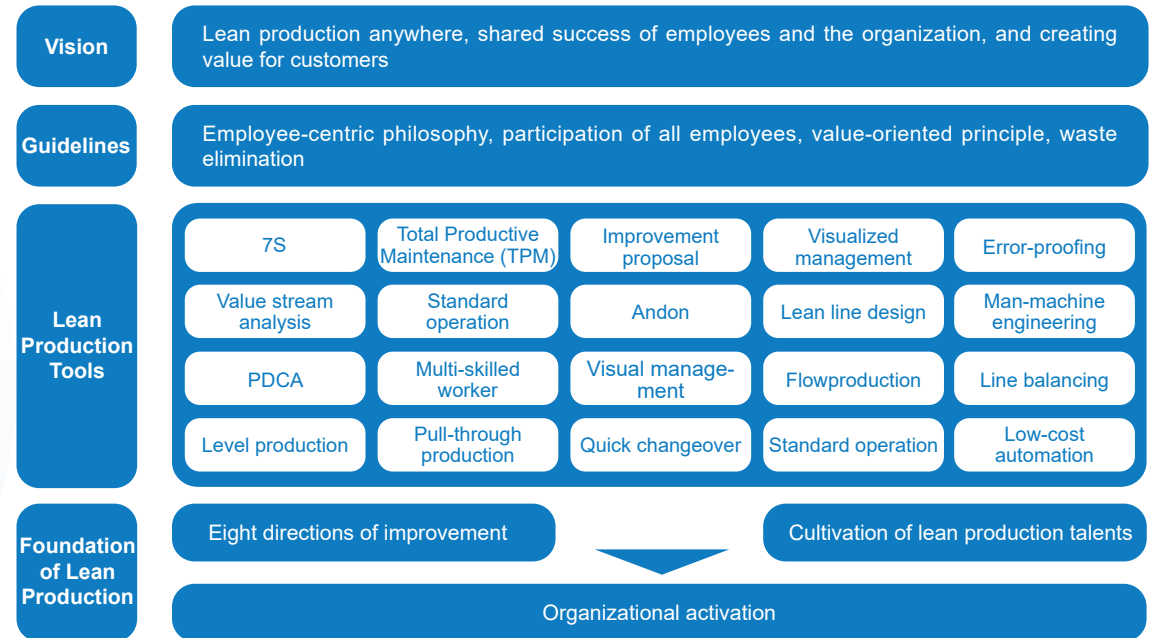 Vision
Lean production anywhere, shared success of employees and the organization, and creating
value for customers
Guidelines
Employee-centric philosophy, participation of all employees, value-oriented principle, waste
elimination
Lean
Production
Tools
7S
Total Productive
Maintenance (TPM)
Improvement
proposal
Visualized
management
Error-proofing
Value stream
analysis
Standard
operation
Andon
Lean line design
Man-machine
engineering
PDCA
Multi-skilled
worker
Visual manage-
ment
Flowproduction
Line balancing
Level production
Pull-through
production
Quick changeover
Standard operation
Low-cost
automation
Foundation
of Lean
Production
Eight directions of improvement
Cultivation of lean production talents
Organizational activation